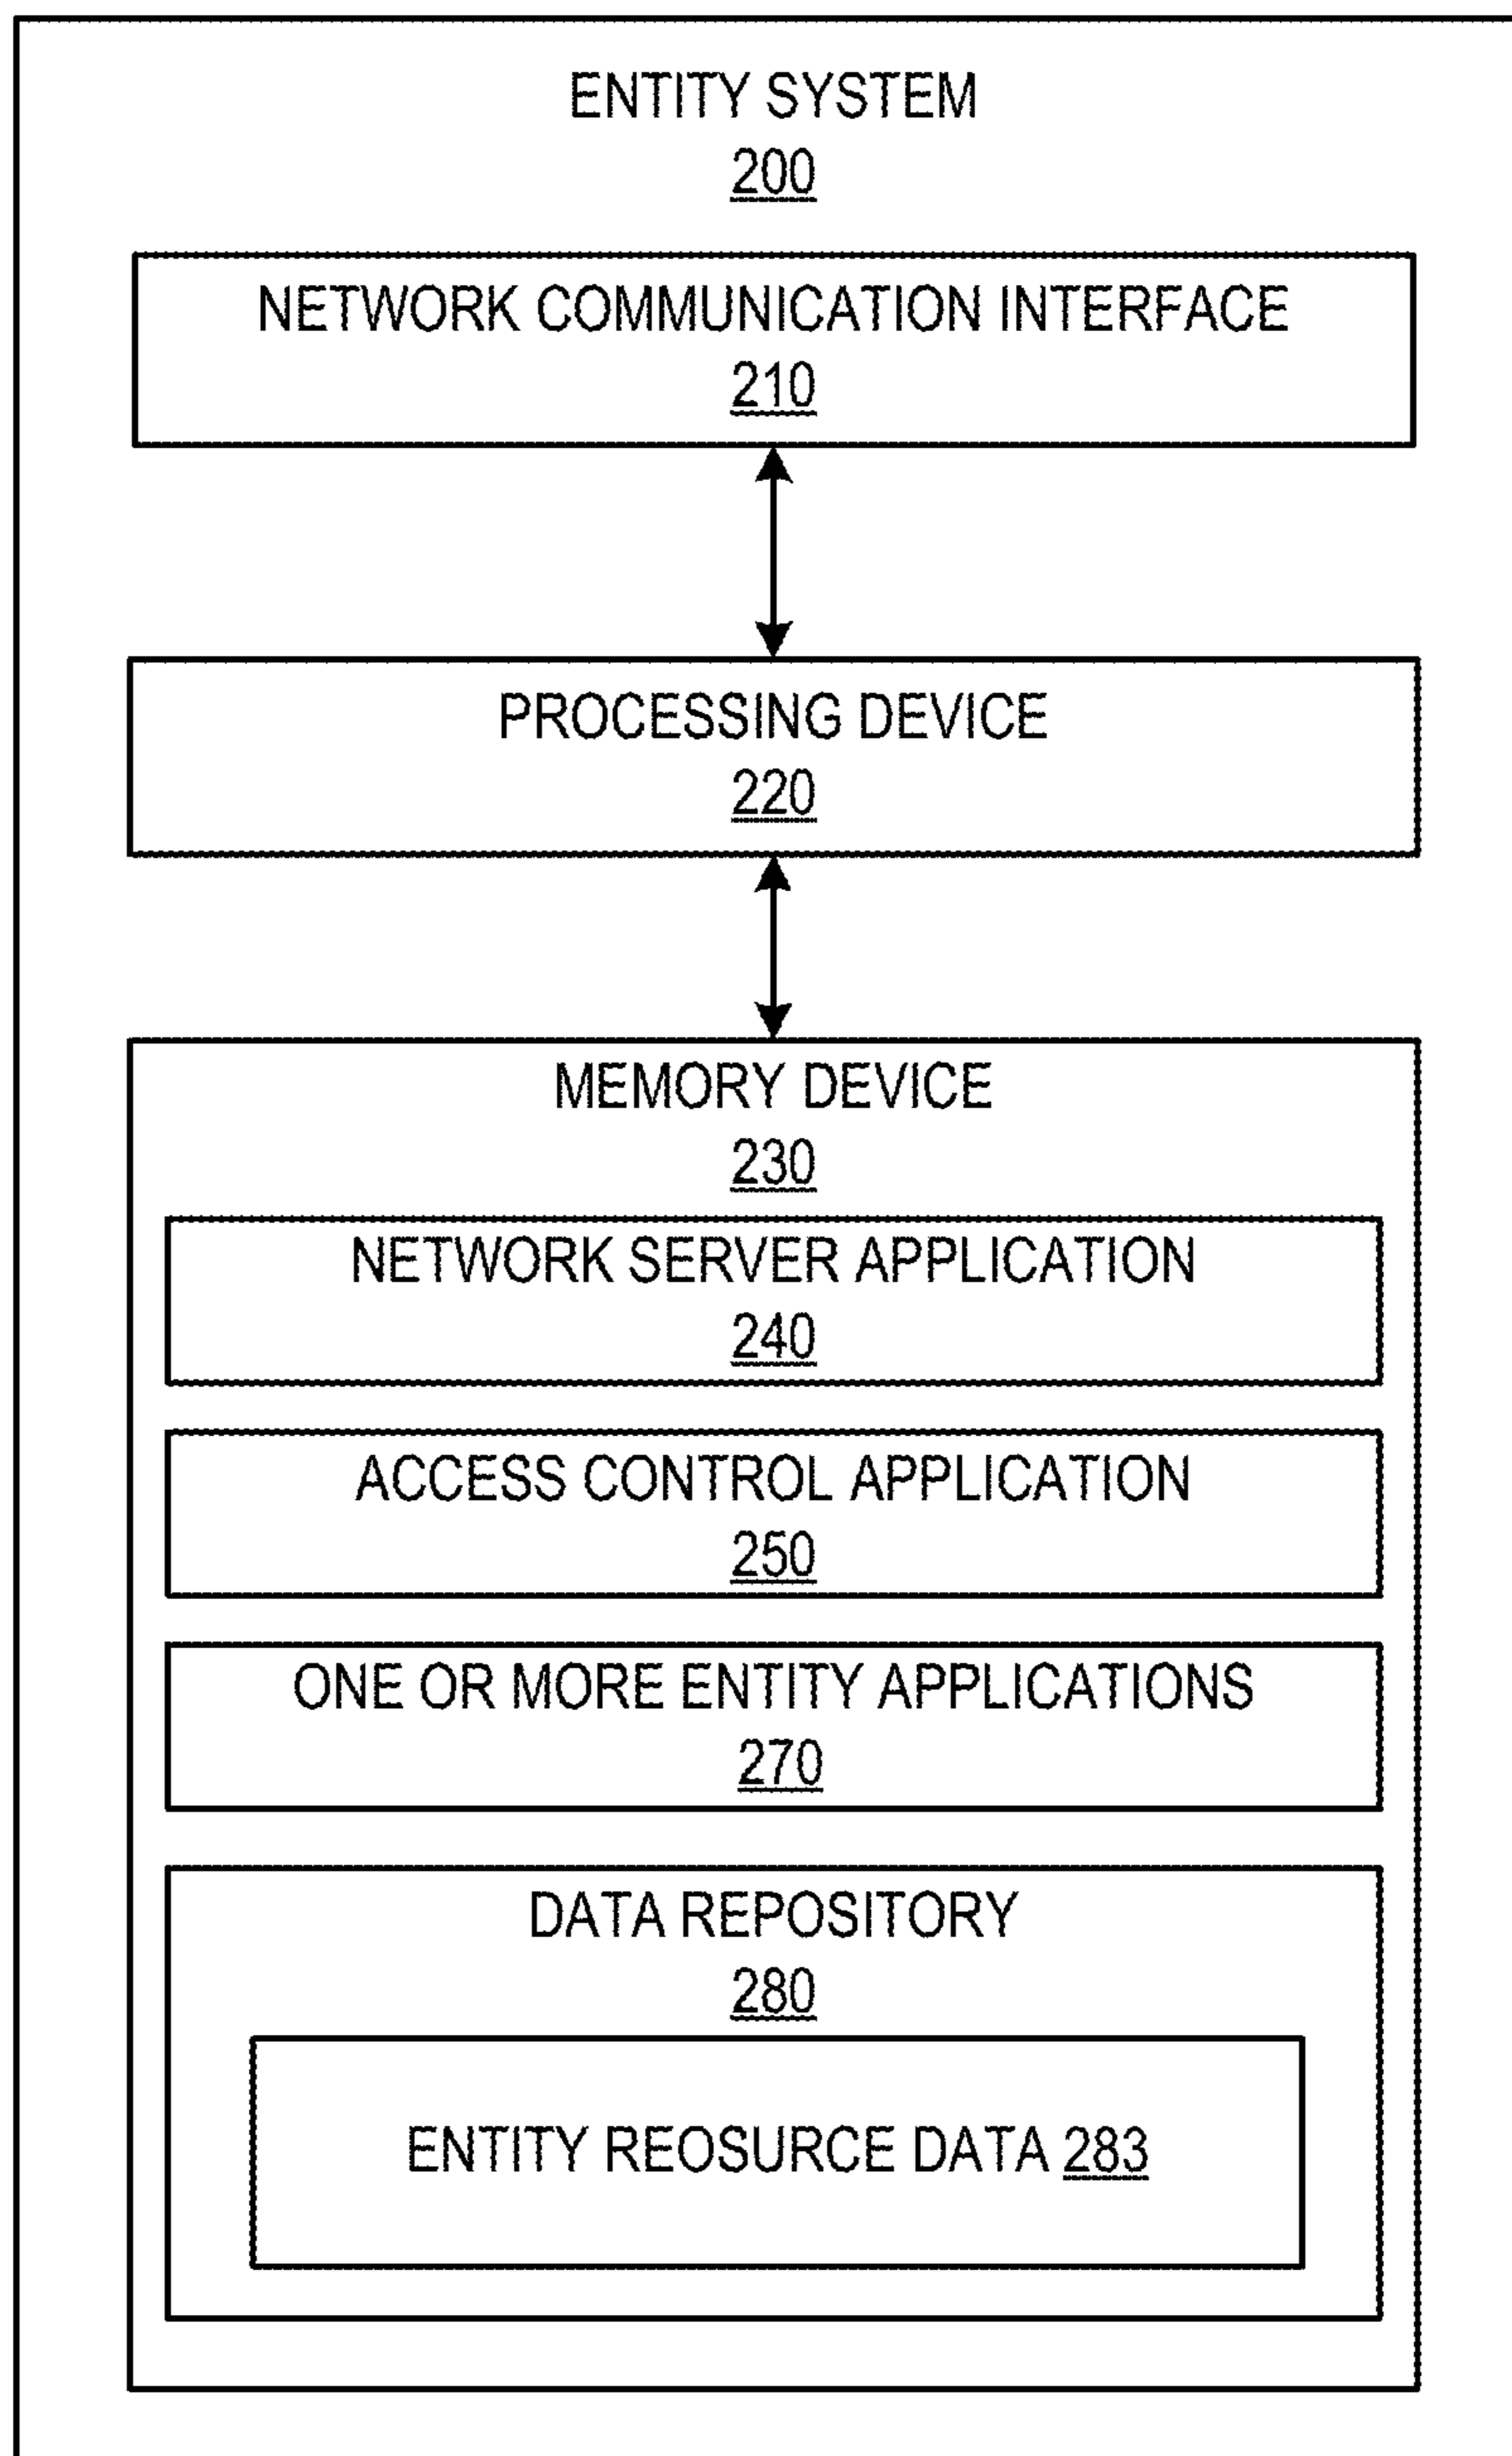 ENTITY SYSTEM
200
NETWORK COMMUNICATION INTERFACE
210
PROCESSING DEVICE
220
MEMORY DEVICE
230
NETWORK SERVER APPLICATION
240
ACCESS CONTROL APPLICATION
250
ONE OR MORE ENTITY APPLICATIONS
270
DATA REPOSITORY
280
ENTITY REOSURCE DATA 283